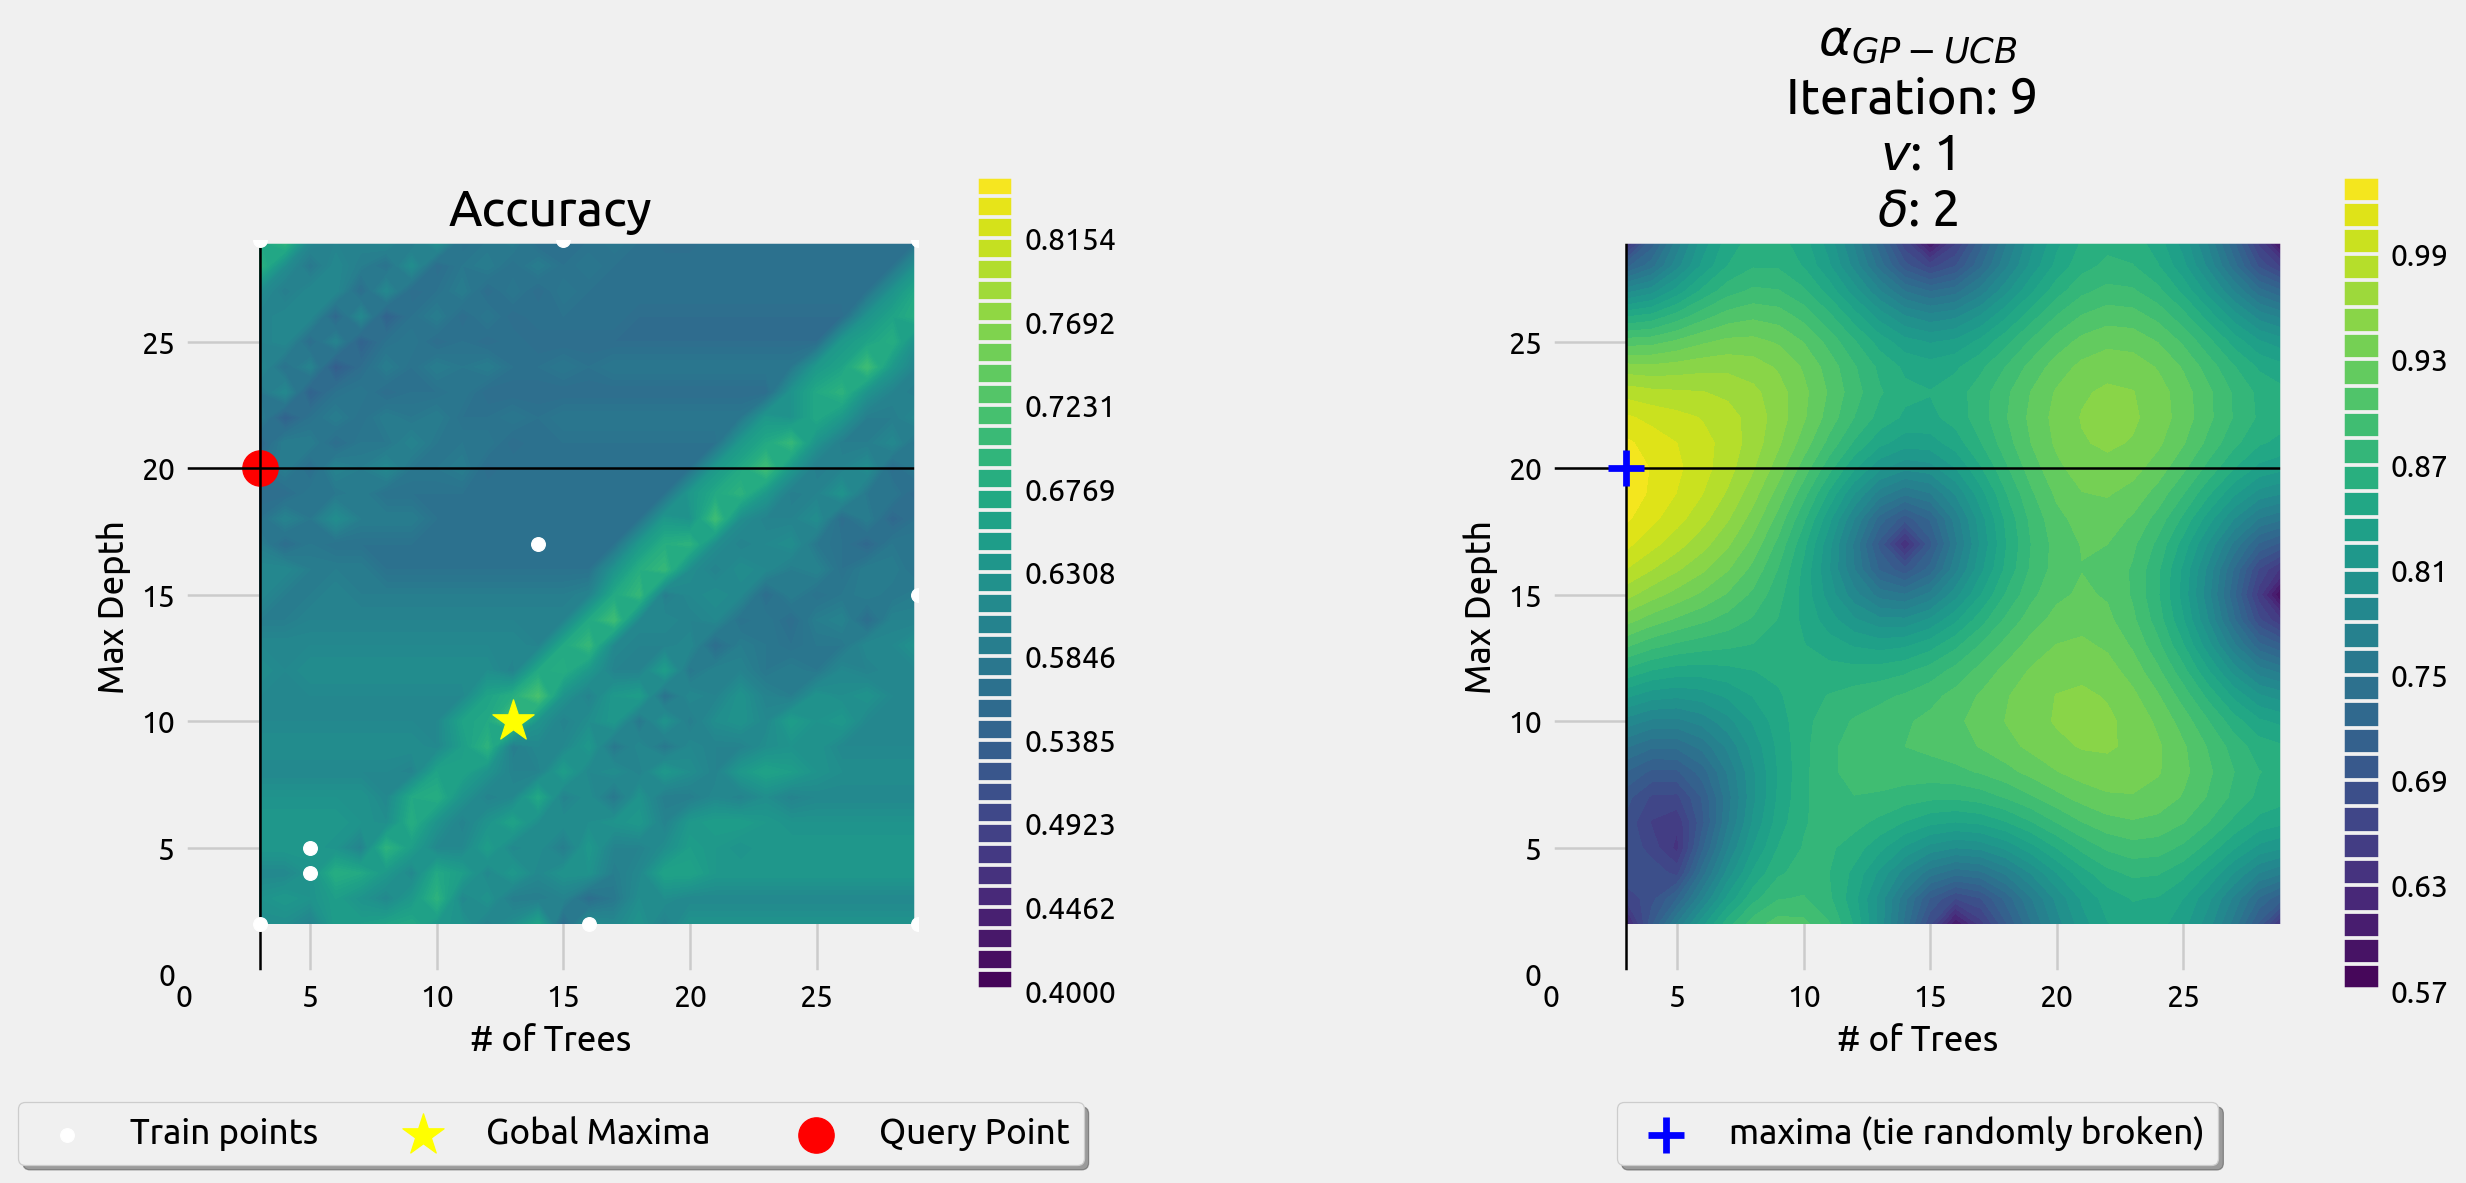 Accuracy
25
20
15
10
5
0
Max Depth
0 5 10 15 20 25
# of Trees
0.8154
0.7692
0.7231
0.6769
0.6308
0.5846
0.5385
0.4923
0.4462
0.4000
Train points
Gobal Maxima
Query Point
α_{GP − UCB}
Iteration: 9
ν: 1
δ: 2
25
20
15
10
5
0
Max Depth
0 5 10 15 20 25
# of Trees
0.99
0.93
0.87
0.81
0.75
0.69
0.63
0.57
maxima (tie randomly broken)